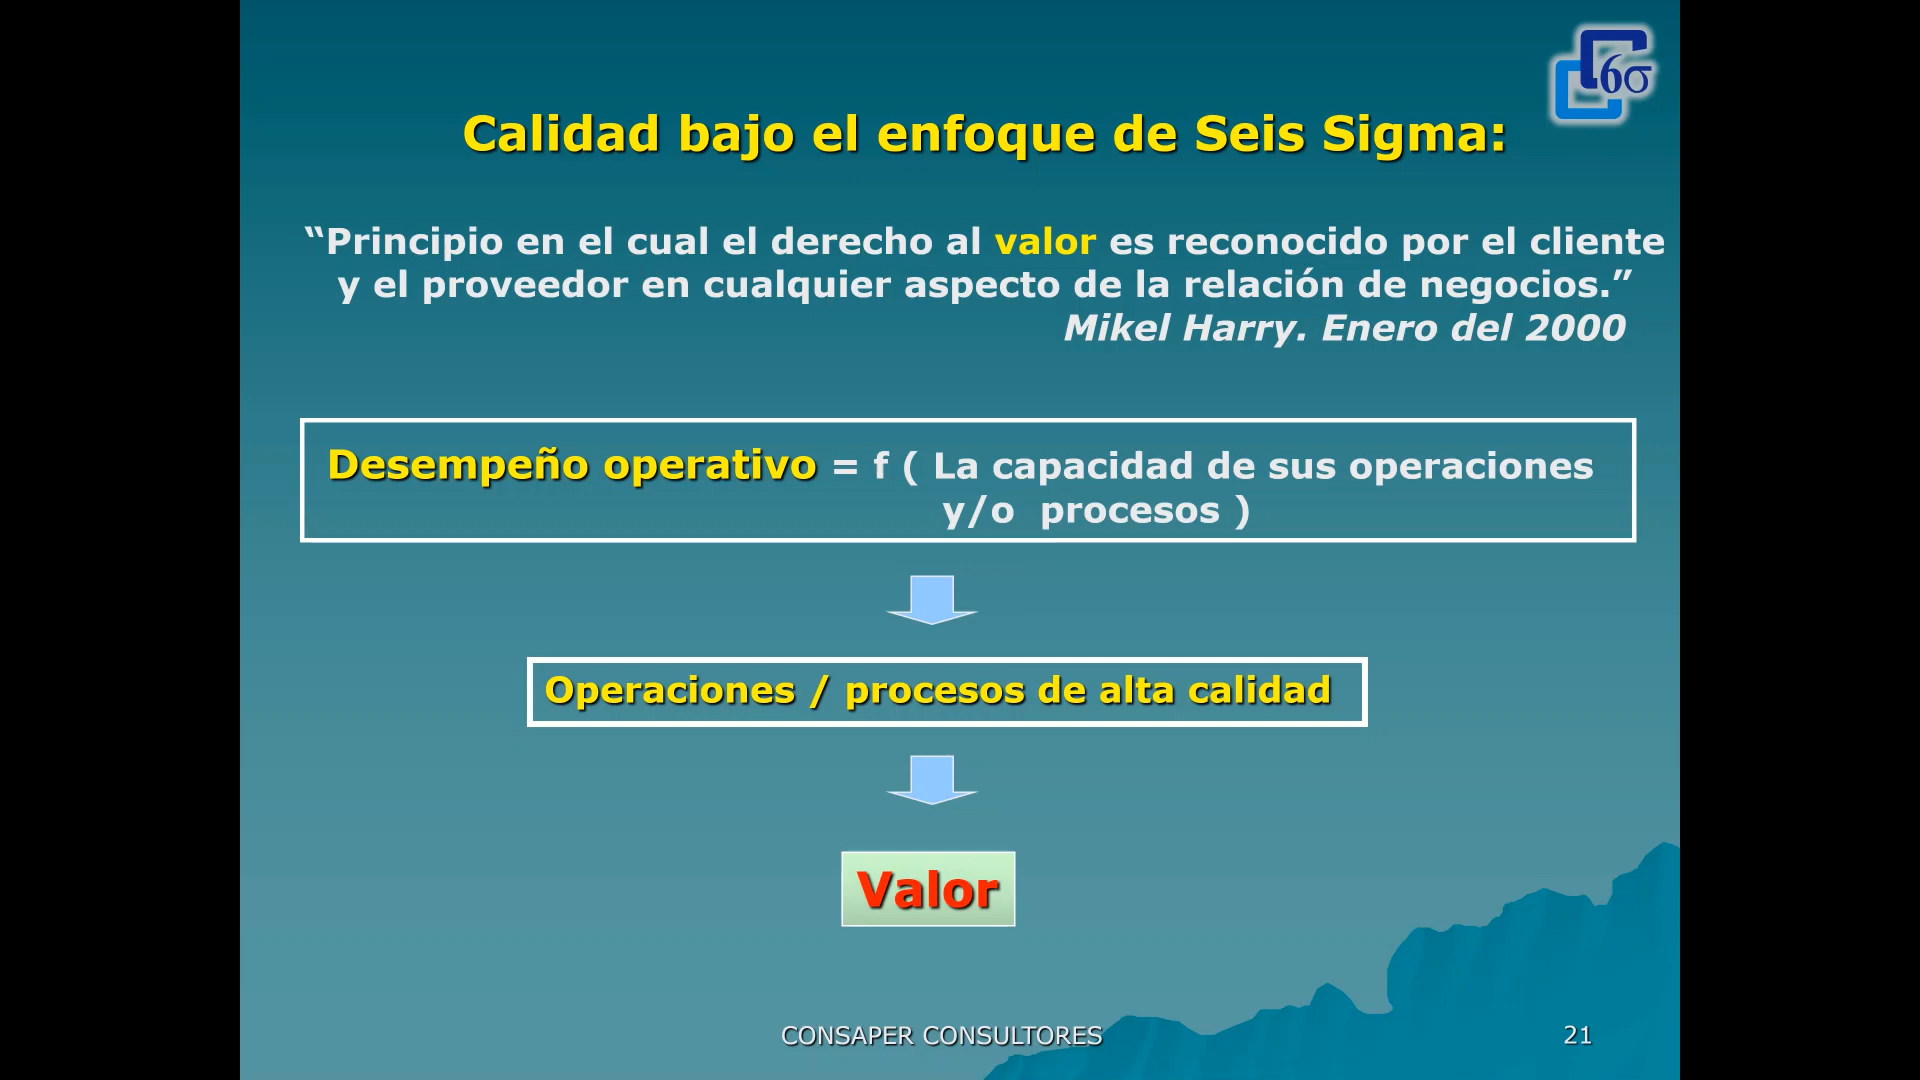 6σ
Calidad bajo el enfoque de Seis Sigma:
“Principio en el cual el derecho al valor es reconocido por el cliente
y el proveedor en cualquier aspecto de la relación de negocios.”
Mikel Harry. Enero del 2000
Desempeño operativo = f ( La capacidad de sus operaciones
y/o procesos )
Operaciones / procesos de alta calidad
Valor
CONSAPER CONSULTORES
21